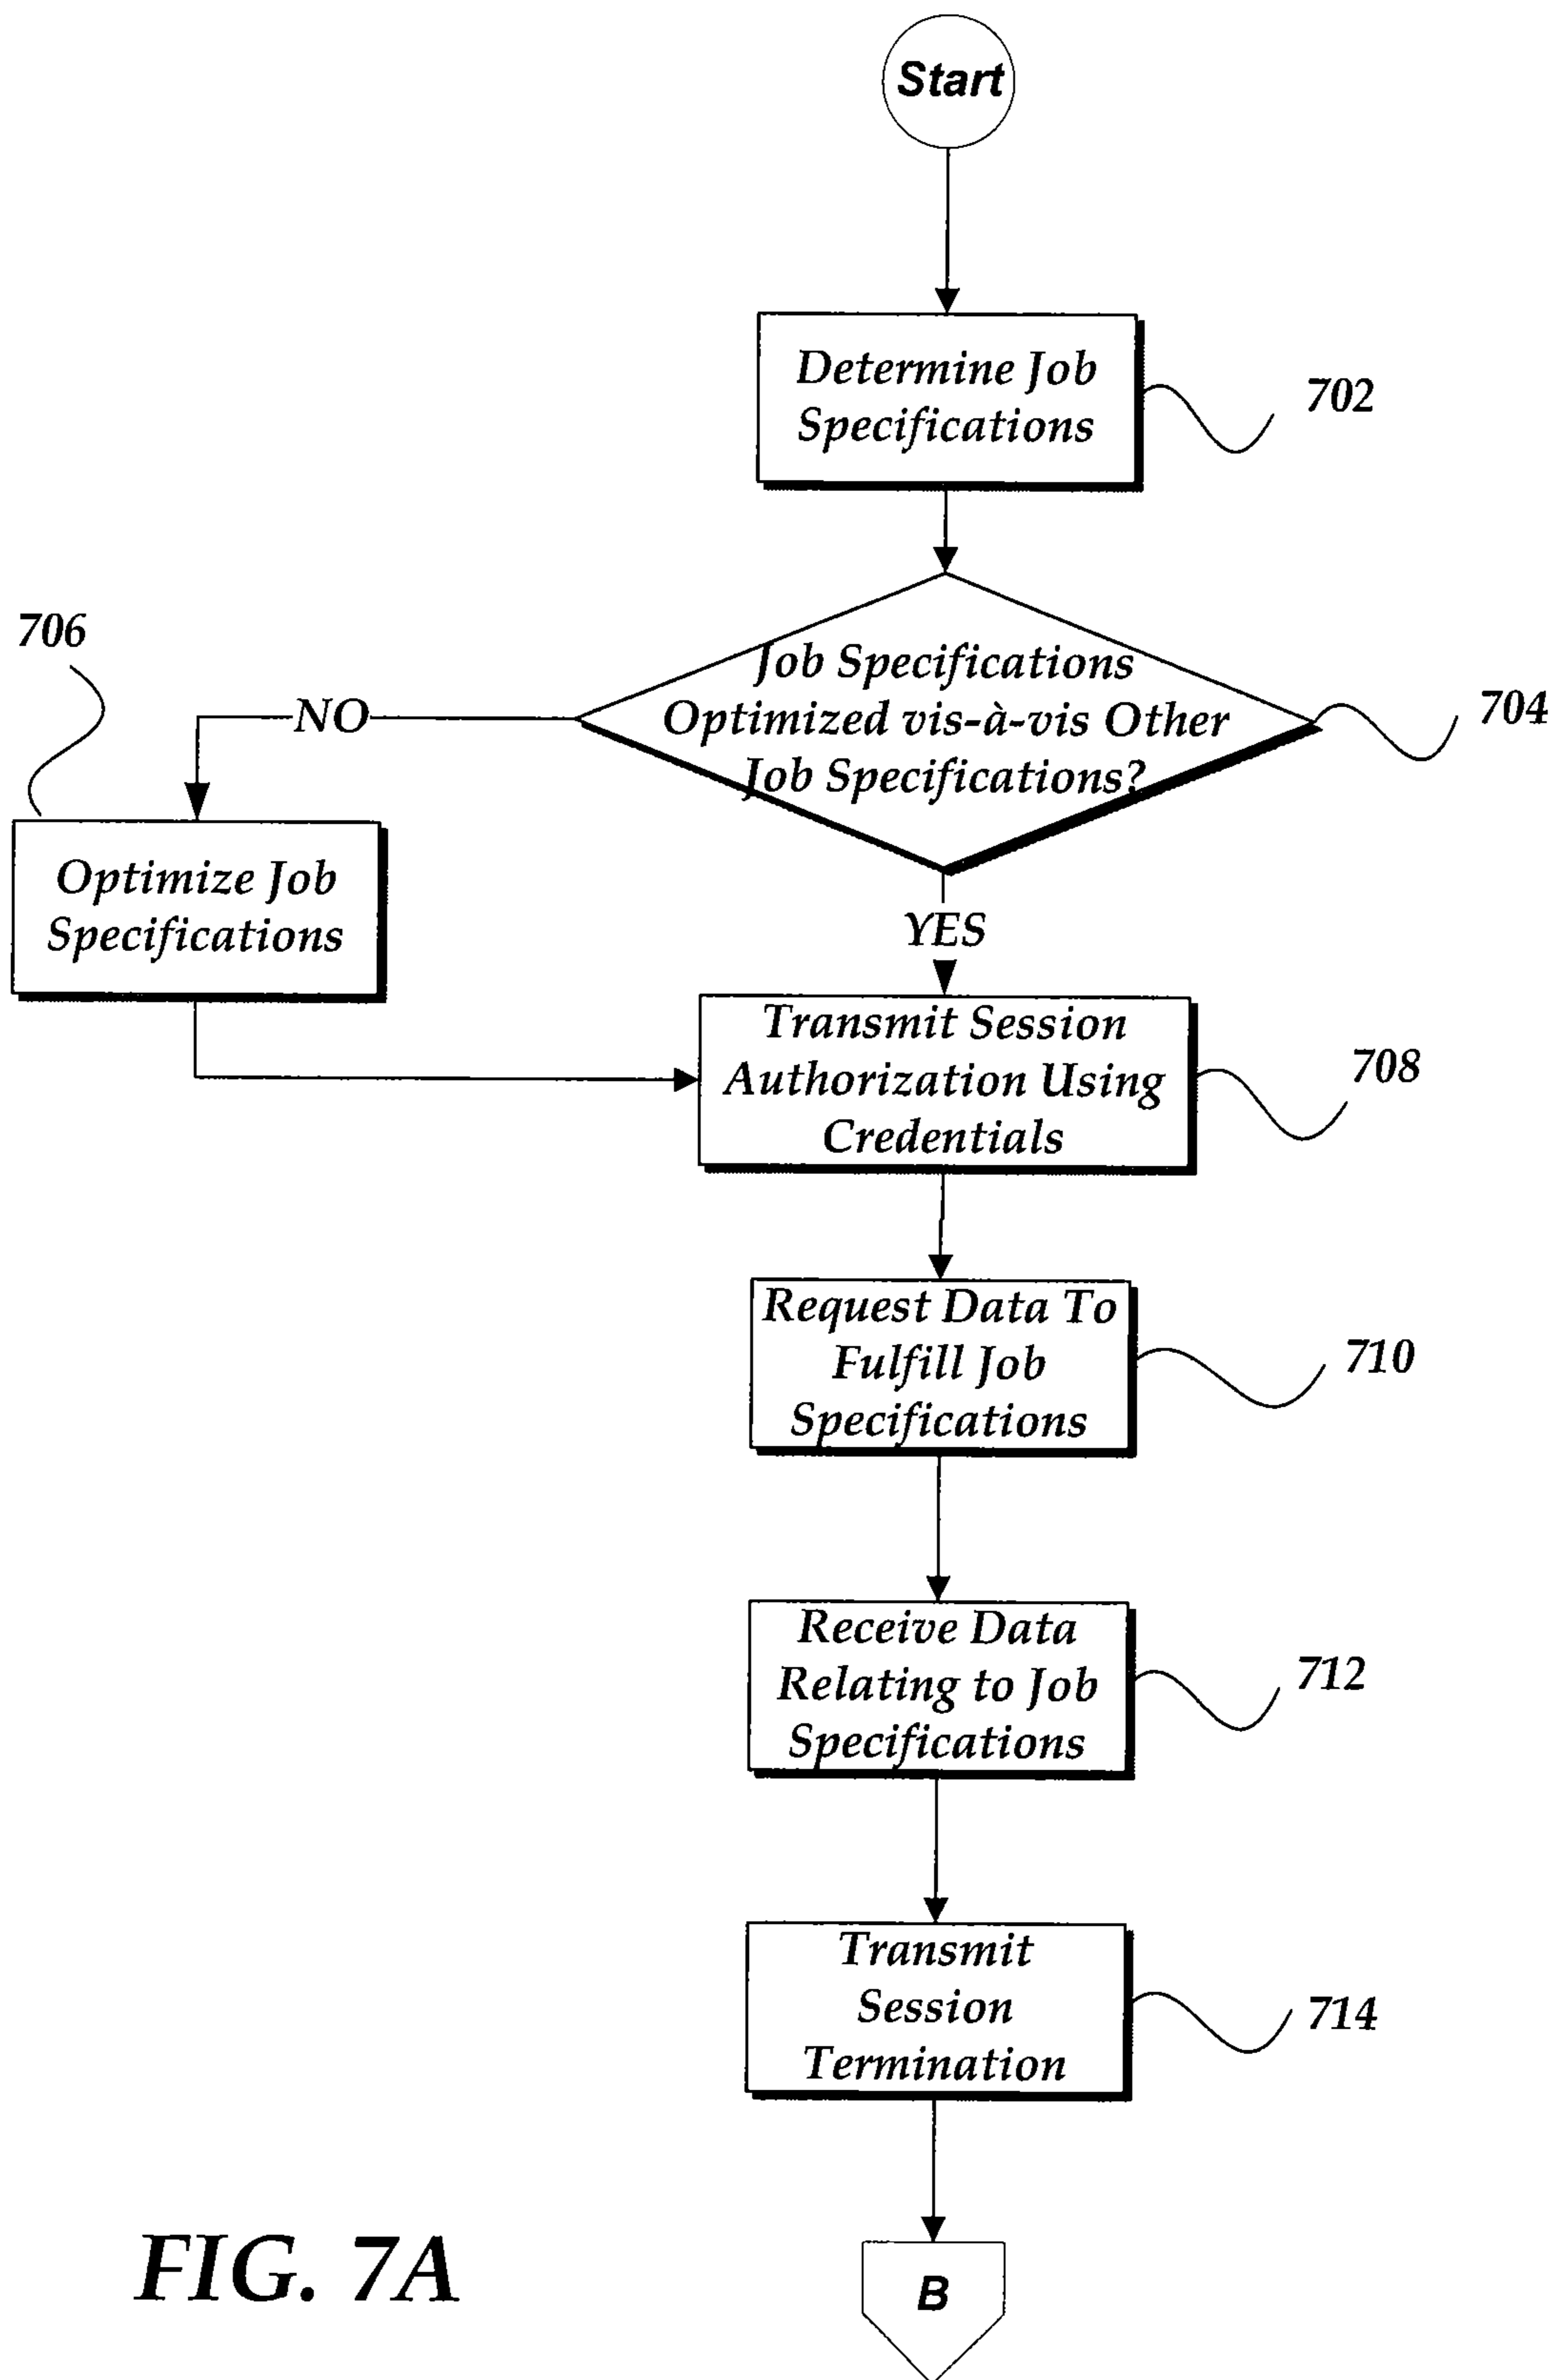 Start
Determine Job
Specifications
702
Job Specifications
Optimized vis-à-vis Other
Job Specifications?
704
NO
706
Optimize Job
Specifications
YES
Transmit Session
Authorization Using
Credentials
708
Request Data To
Fulfill Job
Specifications
710
Receive Data
Relating to Job
Specifications
712
Transmit
Session
Termination
714
B
FIG. 7A